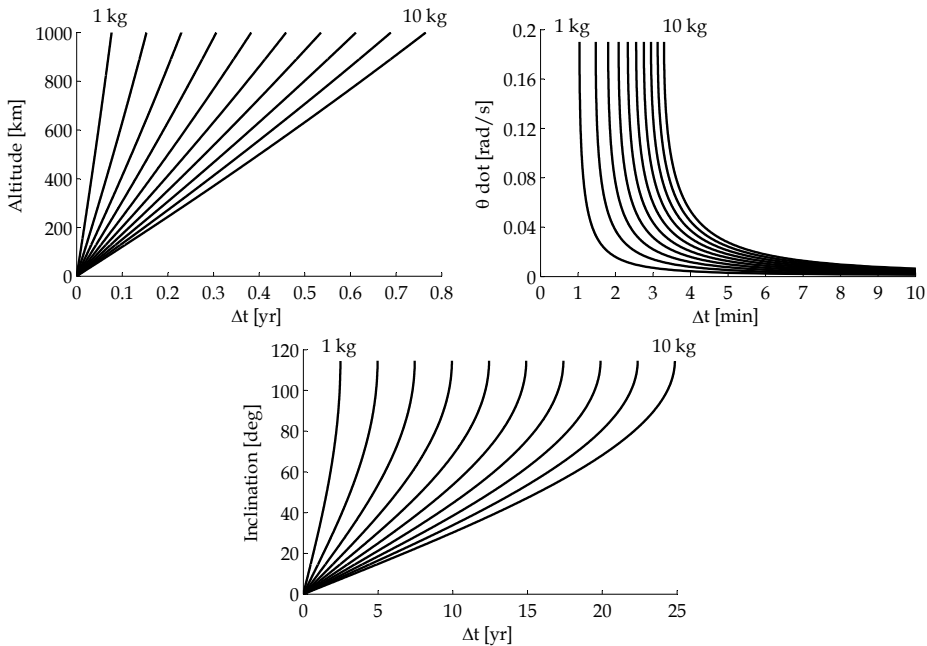 1 kg 10 kg
1000
800
600
400
200
0
Altitude [km]
0 0.1 0.2 0.3 0.4 0.5 0.6 0.7 0.8
Δt [yr]
1 kg 10 kg
0.2
0.16
0.12
0.08
0.04
0
θ dot [rad/s]
0 1 2 3 4 5 6 7 8 9 10
Δt [min]
1 kg 10 kg
120
100
80
60
40
20
0
Inclination [deg]
0 5 10 15 20 25
Δt [yr]